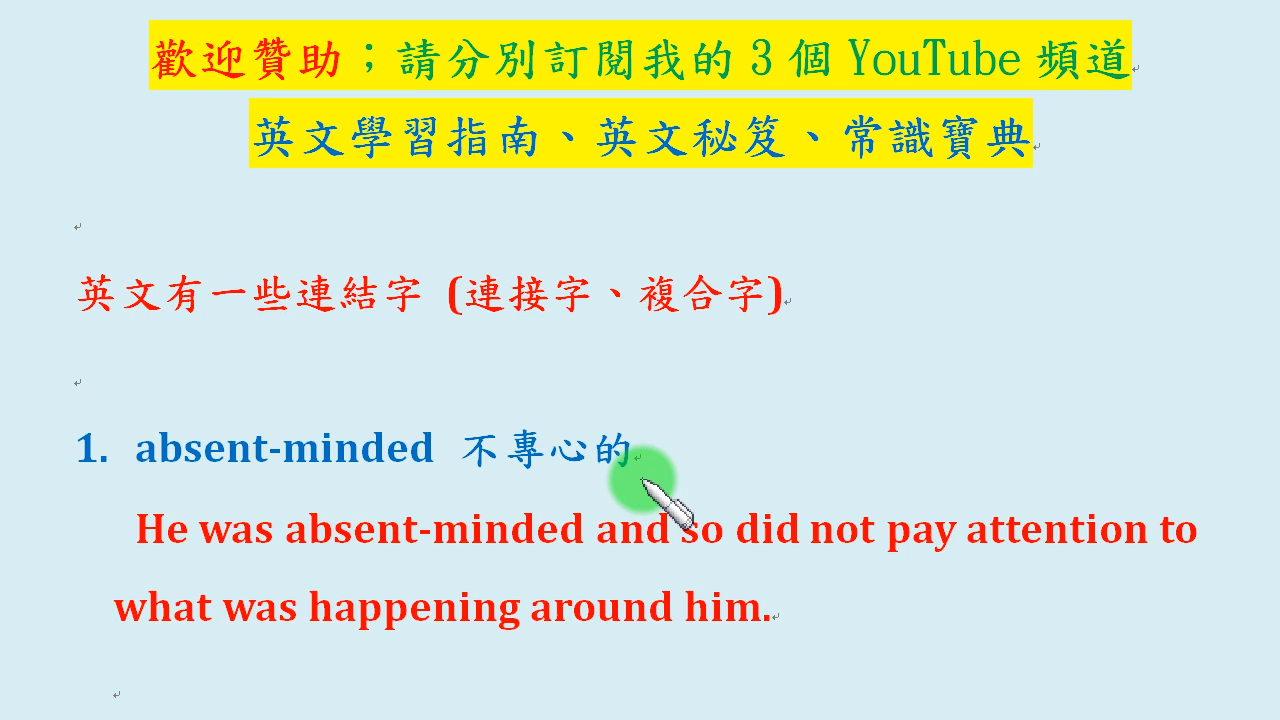 歡迎贊助；請分別訂閱我的 3 個 YouTube 頻道
英文學習指南、英文秘笈、常識寶典
英文有一些連結字 (連接字、複合字)
1. absent-minded 不專心的
He was absent-minded and so did not pay attention to
what was happening around him.